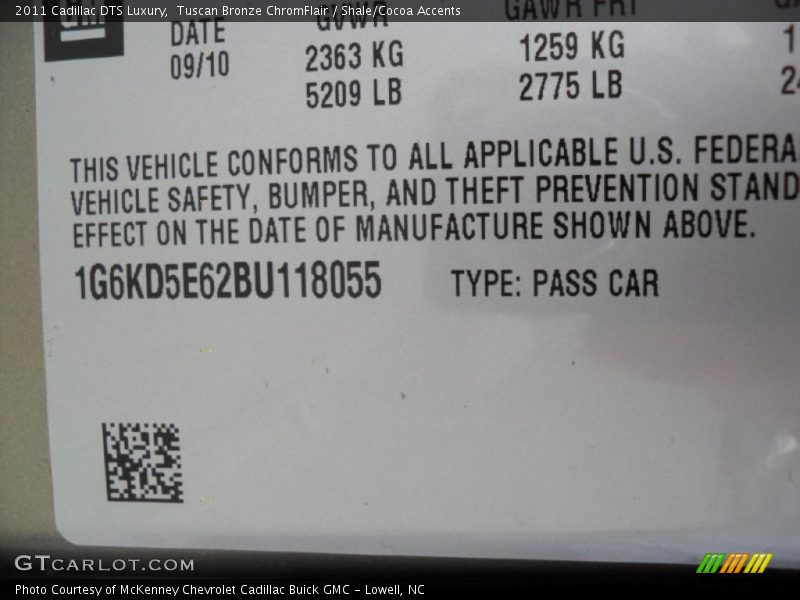 2011 Cadillac DTS Luxury,  Tuscan Bronze ChromFlair / Shale/Cocoa Accents
GM
DATE GVWR GAWR FRT
09/10 2363 KG 1259 KG
5209 LB 2775 LB
THIS VEHICLE CONFORMS TO ALL APPLICABLE U.S. FEDERA
VEHICLE SAFETY, BUMPER, AND THEFT PREVENTION STAND
EFFECT ON THE DATE OF MANUFACTURE SHOWN ABOVE.
1G6KD5E62BU118055 TYPE: PASS CAR
GTCARLOT.COM
Photo Courtesy of McKenney Chevrolet Cadillac Buick GMC - Lowell, NC